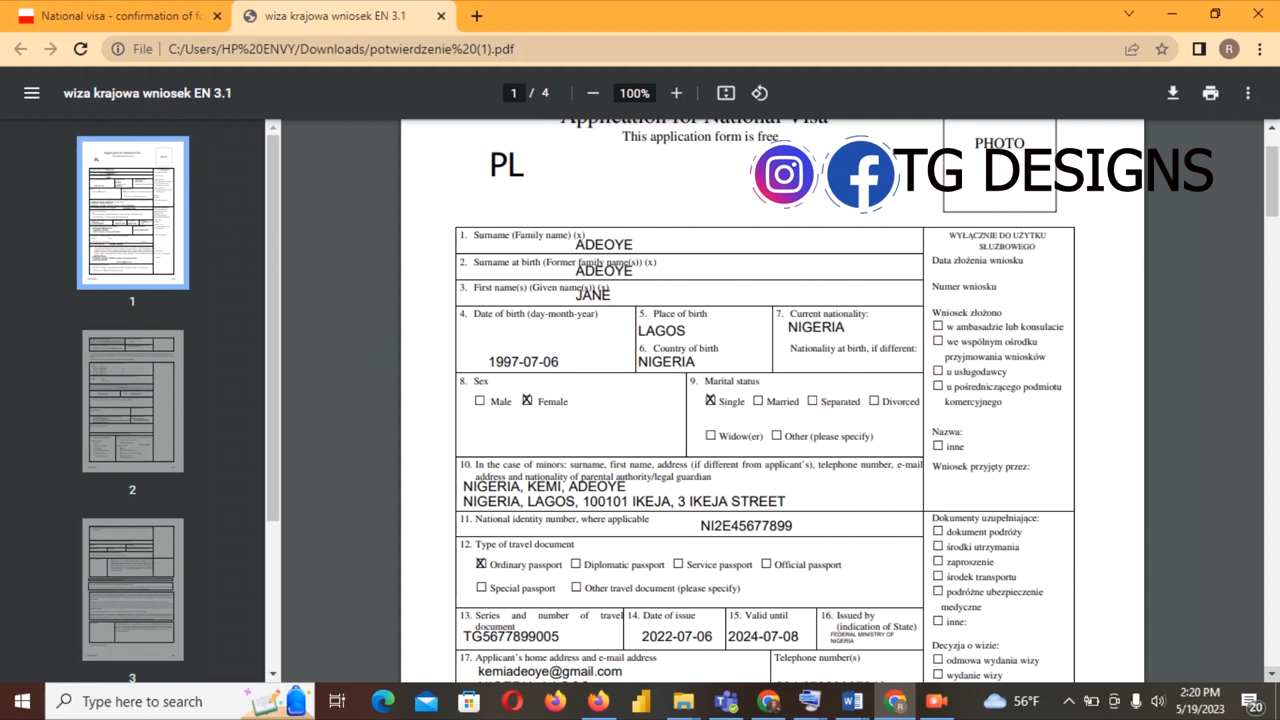 National visa - confirmation of fo
wiza krajowa wniosek EN 3.1
File C:/Users/HP%20ENVY/Downloads/potwierdzenie%20(1).pdf
R
wiza krajowa wniosek EN 3.1
1 / 4
100%
Application for National Visa
This application form is free
PL
PHOTO
TG DESIGNS
1. Surname (Family name) (x)
ADEOYE
2. Surname at birth (Former family name(s)) (x)
ADEOYE
3. First name(s) (Given name(s)) (x)
JANE
4. Date of birth (day-month-year)
1997-07-06
5. Place of birth
LAGOS
6. Country of birth
NIGERIA
7. Current nationality:
NIGERIA
Nationality at birth, if different:
8. Sex
☐ Male ☒ Female
9. Marital status
☒ Single ☐ Married ☐ Separated ☐ Divorced
☐ Widow(er) ☐ Other (please specify)
10. In the case of minors: surname, first name, address (if different from applicant's), telephone number, e-mail
address and nationality of parental authority/legal guardian
NIGERIA, KEMI, ADEOYE
NIGERIA, LAGOS, 100101 IKEJA, 3 IKEJA STREET
11. National identity number, where applicable
NI2E45677899
12. Type of travel document
☒ Ordinary passport ☐ Diplomatic passport ☐ Service passport ☐ Official passport
☐ Special passport ☐ Other travel document (please specify)
13. Series and number of travel
document
TG5677899005
14. Date of issue
2022-07-06
15. Valid until
2024-07-08
16. Issued by
(indication of State)
FEDERAL MINISTRY OF
NIGERIA
17. Applicant's home address and e-mail address
kemiadeoye@gmail.com
Telephone number(s)
WYŁĄCZNIE DO UŻYTKU
SŁUŻBOWEGO
Data złożenia wniosku
Numer wniosku
Wniosek złożono
☐ w ambasadzie lub konsulacie
☐ we wspólnym ośrodku
przyjmowania wniosków
☐ u usługodawcy
☐ u pośredniczącego podmiotu
komercyjnego
Nazwa:
☐ inne
Wniosek przyjęty przez:
Dokumenty uzupełniające:
☐ dokument podróży
☐ środki utrzymania
☐ zaproszenie
☐ środek transportu
☐ podróżne ubezpieczenie
medyczne
☐ inne:
Decyzja o wizie:
☐ odmowa wydania wizy
☐ wydanie wizy
1
2
3
Type here to search
56°F
2:20 PM
5/19/2023
20